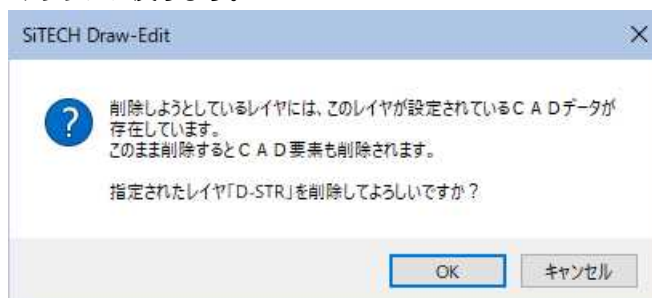 SiTECH Draw-Edit
削除しようとしているレイヤには、このレイヤが設定されているＣＡＤデータが
存在しています。
このまま削除するとＣＡＤ要素も削除されます。
指定されたレイヤ「D-STR」を削除してよろしいですか？
OK
キャンセル